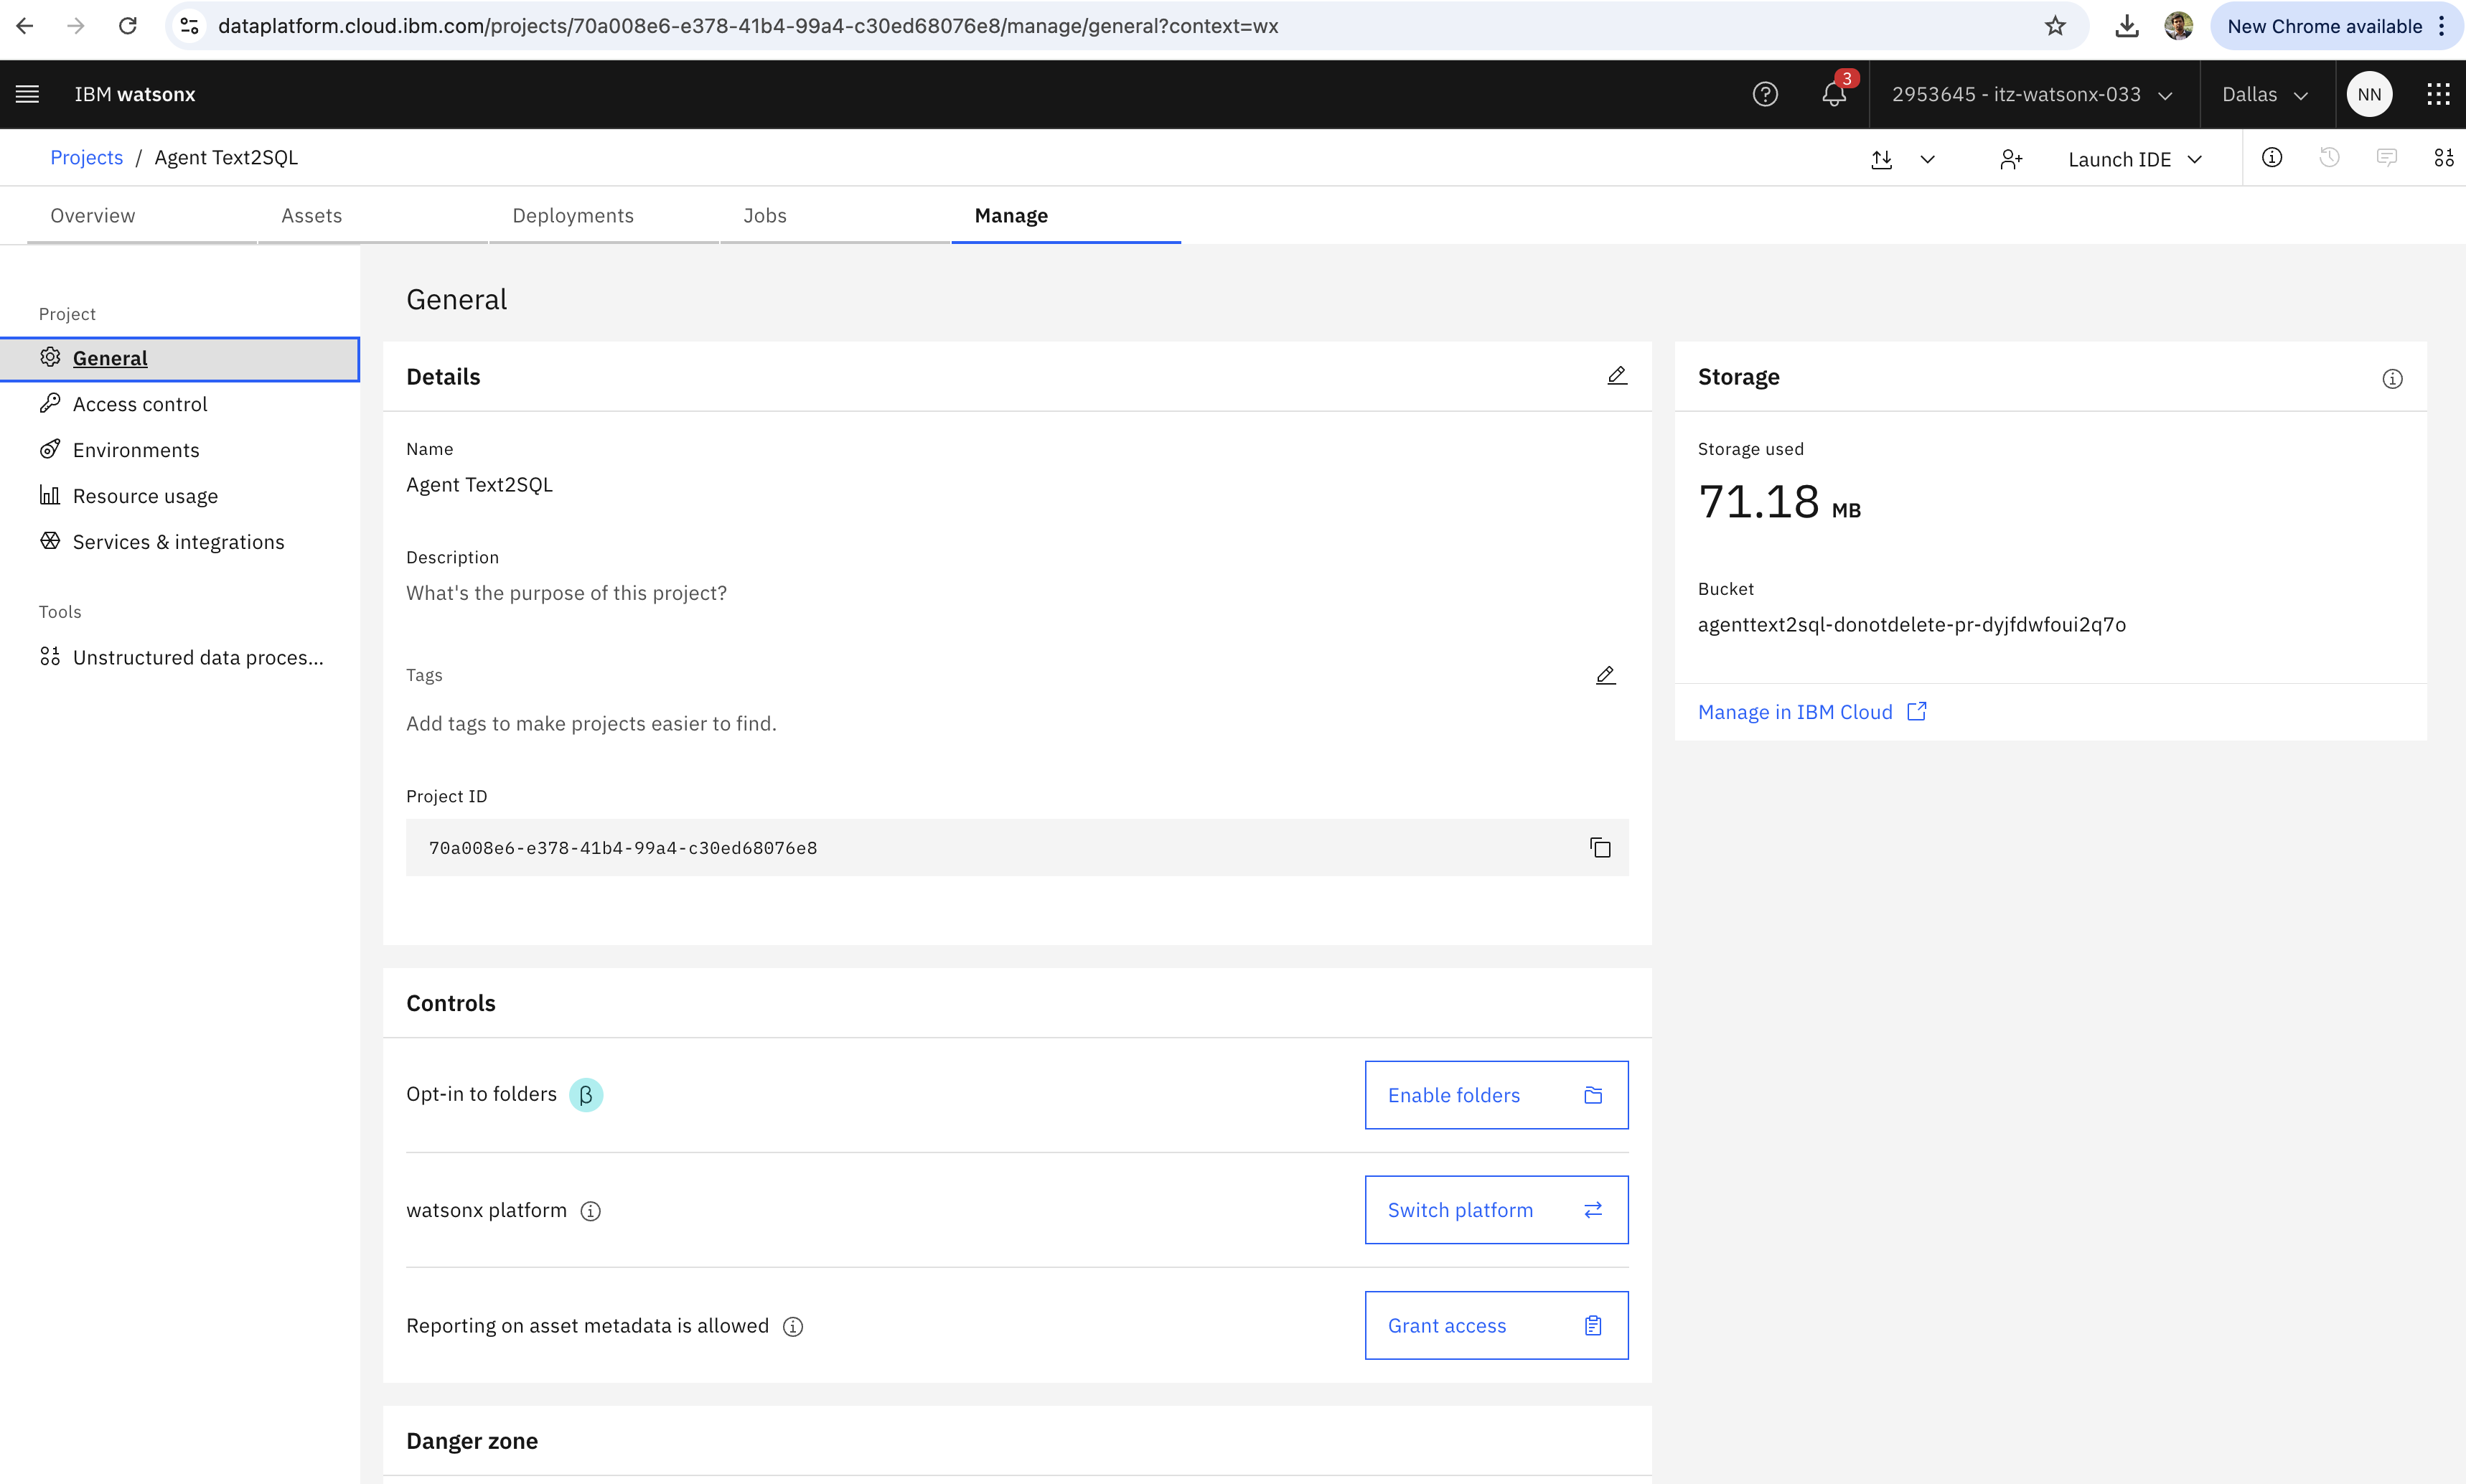 dataplatform.cloud.ibm.com/projects/70a008e6-e378-41b4-99a4-c30ed68076e8/manage/general?context=wx
New Chrome available
IBM watsonx
3
2953645 - itz-watsonx-033
Dallas
NN
Projects / Agent Text2SQL
Launch IDE
Overview
Assets
Deployments
Jobs
Manage
Project
General
Access control
Environments
Resource usage
Services & integrations
Tools
Unstructured data proces...
General
Details
Name
Agent Text2SQL
Description
What's the purpose of this project?
Tags
Add tags to make projects easier to find.
Project ID
70a008e6-e378-41b4-99a4-c30ed68076e8
Storage
Storage used
71.18 MB
Bucket
agenttext2sql-donotdelete-pr-dyjfdwfoui2q7o
Manage in IBM Cloud
Controls
Opt-in to folders β
Enable folders
watsonx platform
Switch platform
Reporting on asset metadata is allowed
Grant access
Danger zone